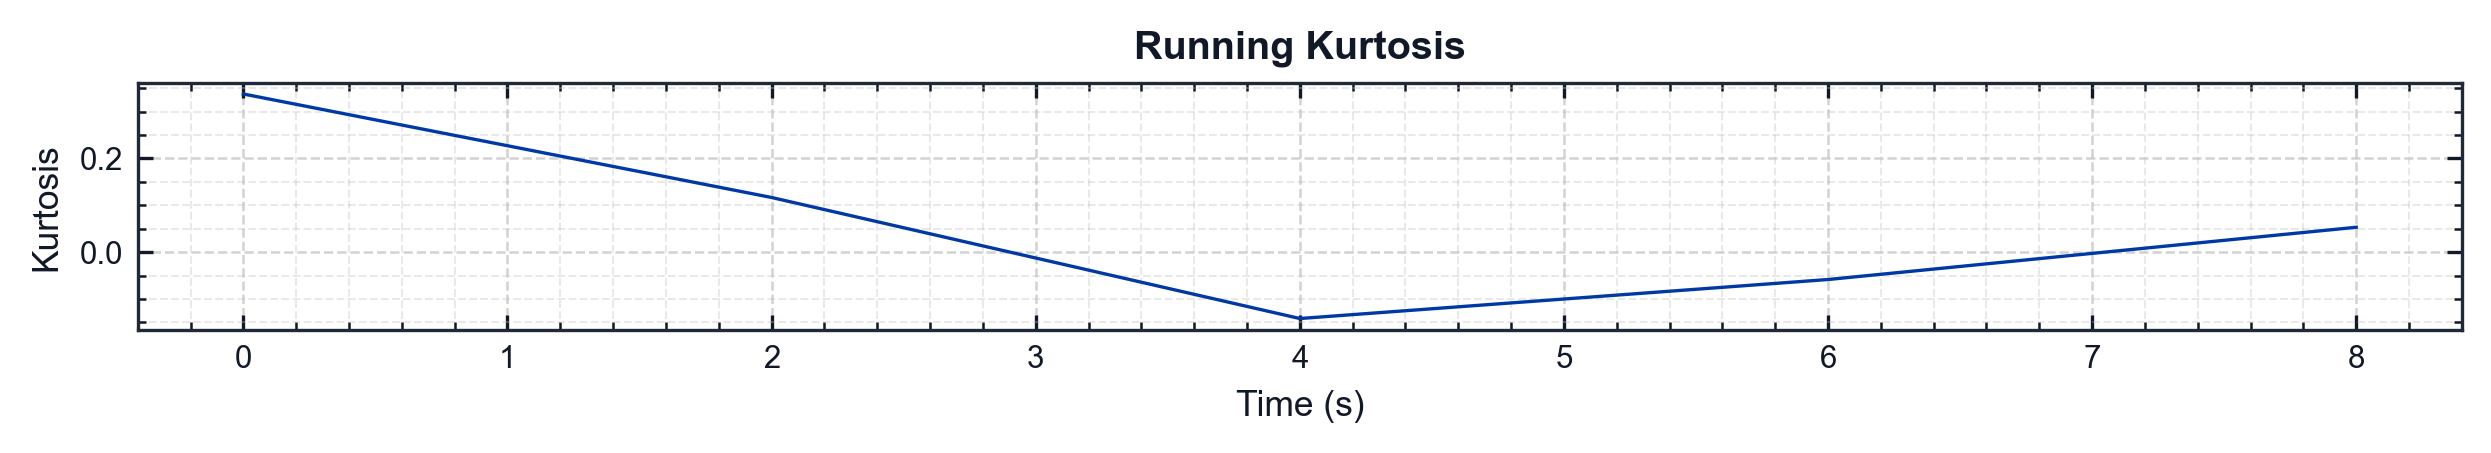 Running Kurtosis
Kurtosis
0.2
0.0
0 1 2 3 4 5 6 7 8
Time (s)